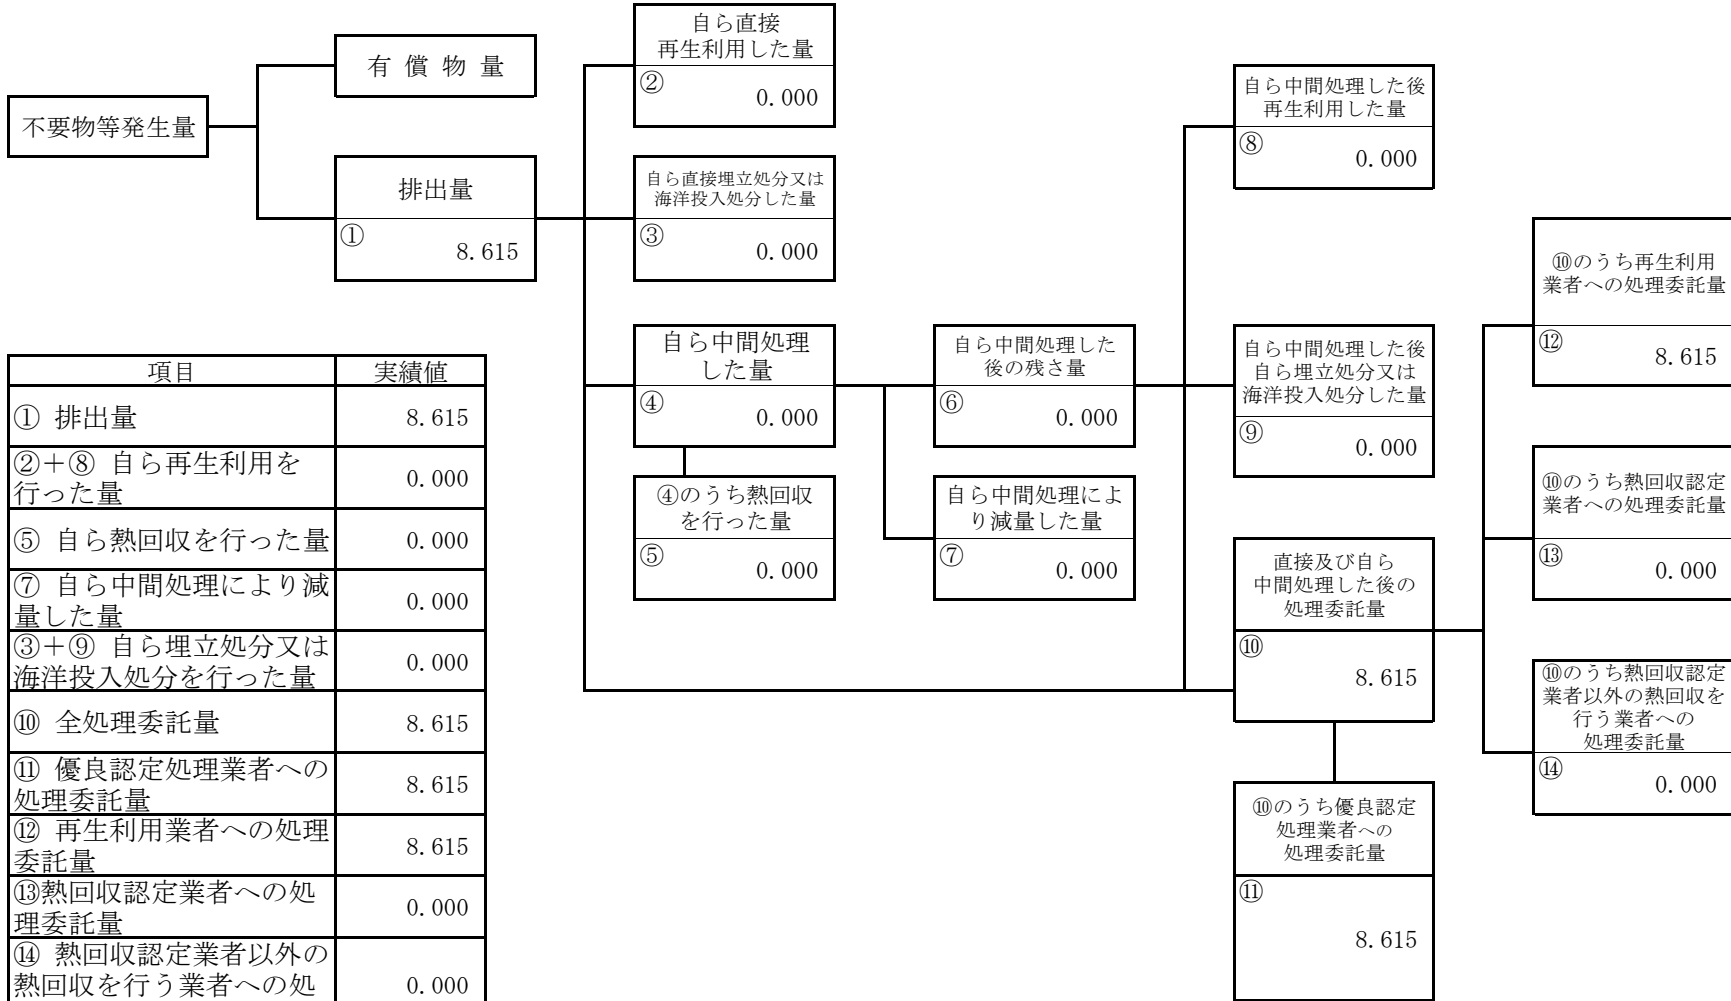 不要物等発生量
有 償 物 量
排出量
①
8.615
自ら直接
再生利用した量
②
0.000
自ら直接埋立処分又は
海洋投入処分した量
③
0.000
自ら中間処理
した量
④
0.000
④のうち熱回収
を行った量
⑤
0.000
自ら中間処理した
後の残さ量
⑥
0.000
自ら中間処理によ
り減量した量
⑦
0.000
自ら中間処理した後
再生利用した量
⑧
0.000
自ら中間処理した後
自ら埋立処分又は
海洋投入処分した量
⑨
0.000
直接及び自ら
中間処理した後の
処理委託量
⑩
8.615
⑩のうち優良認定
処理業者への
処理委託量
⑪
8.615
⑩のうち再生利用
業者への処理委託量
⑫
8.615
⑩のうち熱回収認定
業者への処理委託量
⑬
0.000
⑩のうち熱回収認定
業者以外の熱回収を
行う業者への
処理委託量
⑭
0.000
項目 実績値
① 排出量 8.615
②＋⑧ 自ら再生利用を
行った量 0.000
⑤ 自ら熱回収を行った量 0.000
⑦ 自ら中間処理により減
量した量 0.000
③＋⑨ 自ら埋立処分又は
海洋投入処分を行った量 0.000
⑩ 全処理委託量 8.615
⑪ 優良認定処理業者への
処理委託量 8.615
⑫ 再生利用業者への処理
委託量 8.615
⑬熱回収認定業者への処
理委託量 0.000
⑭ 熱回収認定業者以外の
熱回収を行う業者への処 0.000